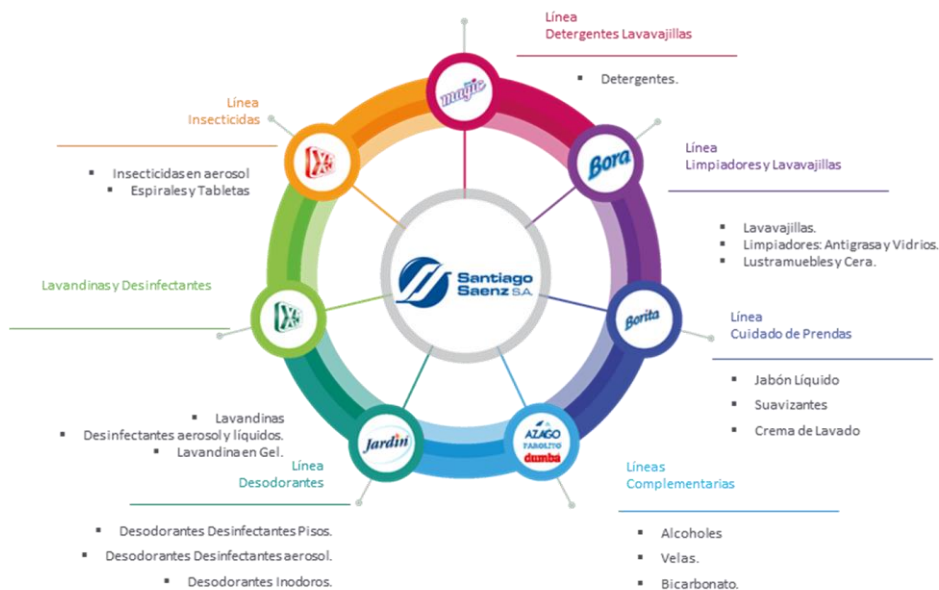 Línea
Detergentes Lavavajillas
▪ Detergentes.
magic
Línea
Insecticidas
▪ Insecticidas en aerosol
▪ Espirales y Tabletas
Bora
Línea
Limpiadores y Lavavajillas
▪ Lavavajillas.
▪ Limpiadores: Antigrasa y Vidrios.
▪ Lustramuebles y Cera.
Santiago
Saenz S.A.
Lavandinas y Desinfectantes
▪ Lavandinas
▪ Desinfectantes aerosol y líquidos.
▪ Lavandina en Gel.
Borita
Línea
Cuidado de Prendas
▪ Jabón Líquido
▪ Suavizantes
▪ Crema de Lavado
Jardín
Línea
Desodorantes
▪ Desodorantes Desinfectantes Pisos.
▪ Desodorantes Desinfectantes aerosol.
▪ Desodorantes Inodoros.
AZAGO
FAROLITO
dumbá
Líneas
Complementarias
▪ Alcoholes
▪ Velas.
▪ Bicarbonato.